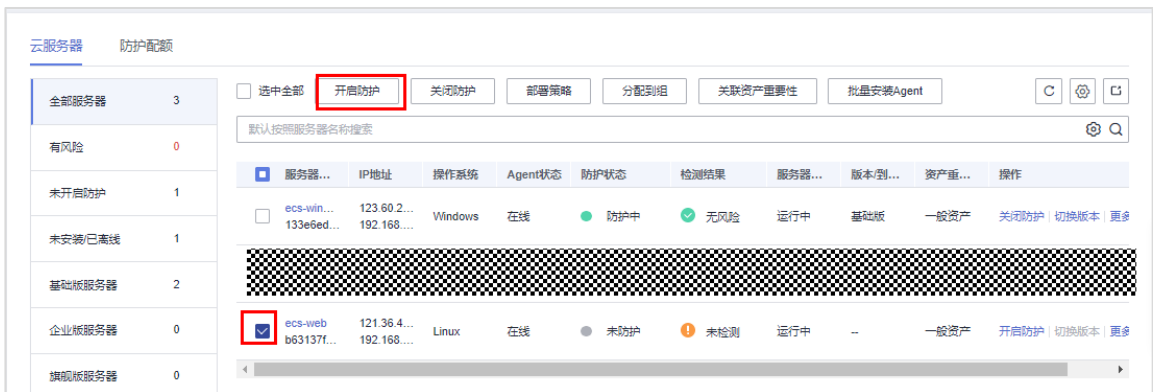 云服务器 防护配额
全部服务器 3
有风险 0
未开启防护 1
未安装/已离线 1
基础版服务器 2
企业版服务器 0
旗舰版服务器 0
选中全部 开启防护 关闭防护 部署策略 分配到组 关联资产重要性 批量安装Agent
默认按照服务器名称搜索
服务器... IP地址 操作系统 Agent状态 防护状态 检测结果 服务器... 版本/到... 资产重... 操作
ecs-win... 123.60.2... Windows 在线 防护中 无风险 运行中 基础版 一般资产 关闭防护 切换版本 更多
133e6ed... 192.168....
ecs-web 121.36.4... Linux 在线 未防护 未检测 运行中 -- 一般资产 开启防护 切换版本 更多
b63137f... 192.168....